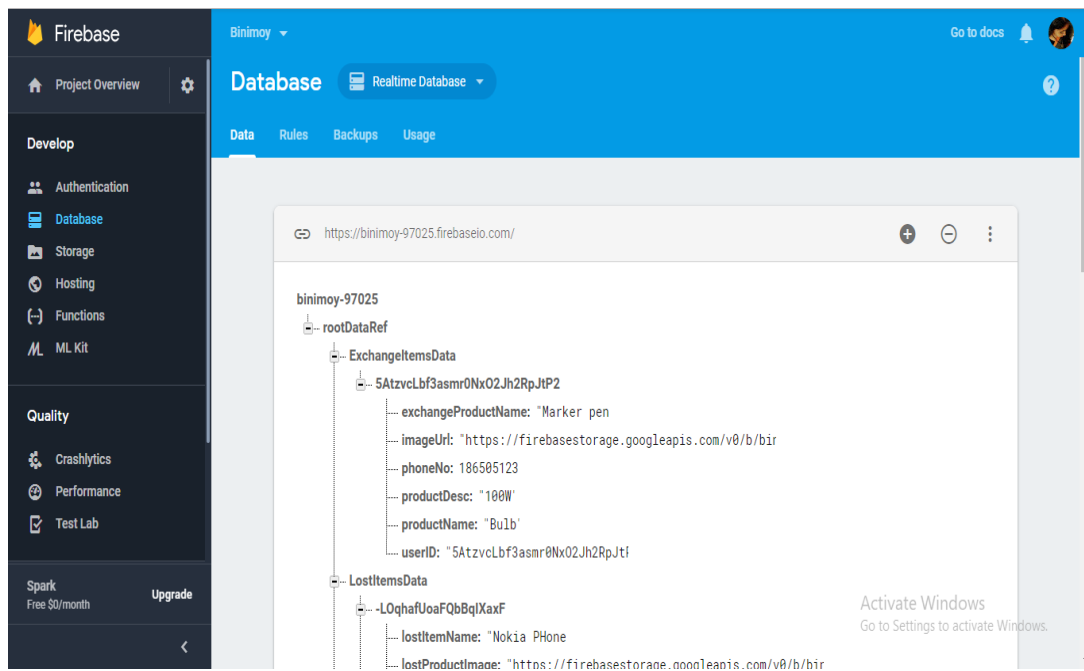 Firebase
Binimoy
Go to docs
Project Overview
Database
Realtime Database
?
Data Rules Backups Usage
Develop
Authentication
Database
Storage
Hosting
Functions
ML Kit
Quality
Crashlytics
Performance
Test Lab
Spark
Free $0/month
Upgrade
https://binimoy-97025.firebaseio.com/
binimoy-97025
rootDataRef
ExchangeItemsData
5AtzvcLbf3asmr0NxO2Jh2RpJtP2
exchangeProductName: "Marker pen
imageUrl: "https://firebasestorage.googleapis.com/v0/b/bin
phoneNo: 186505123
productDesc: "100W"
productName: "Bulb"
userID: "5AtzvcLbf3asmr0NxO2Jh2RpJtP
LostItemsData
-LOqhafUoaFQbBqlXaxF
lostItemName: "Nokia PHone
lostProductImage: "https://firebasestorage.googleapis.com/v0/b/bin
Activate Windows
Go to Settings to activate Windows.